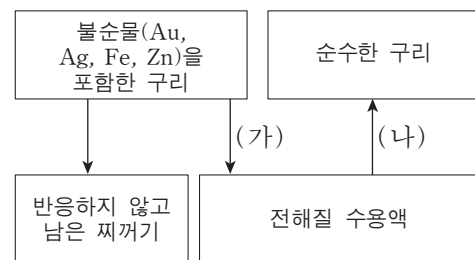 불순물(Au,
Ag, Fe, Zn)을
포함한 구리
순수한 구리
(가)
(나)
반응하지 않고
남은 찌꺼기
전해질 수용액